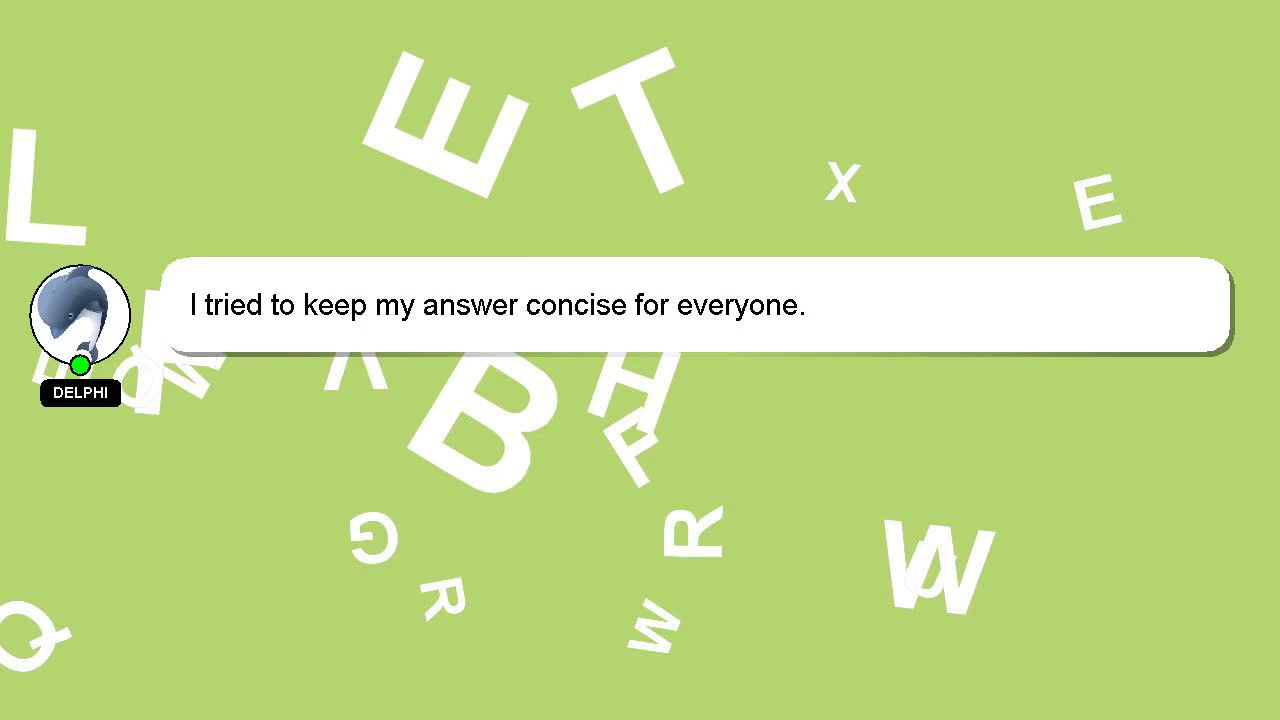 E T
L
X
E
I tried to keep my answer concise for everyone.
DELPHI
B
H
F
G
R
R
W
W
Q